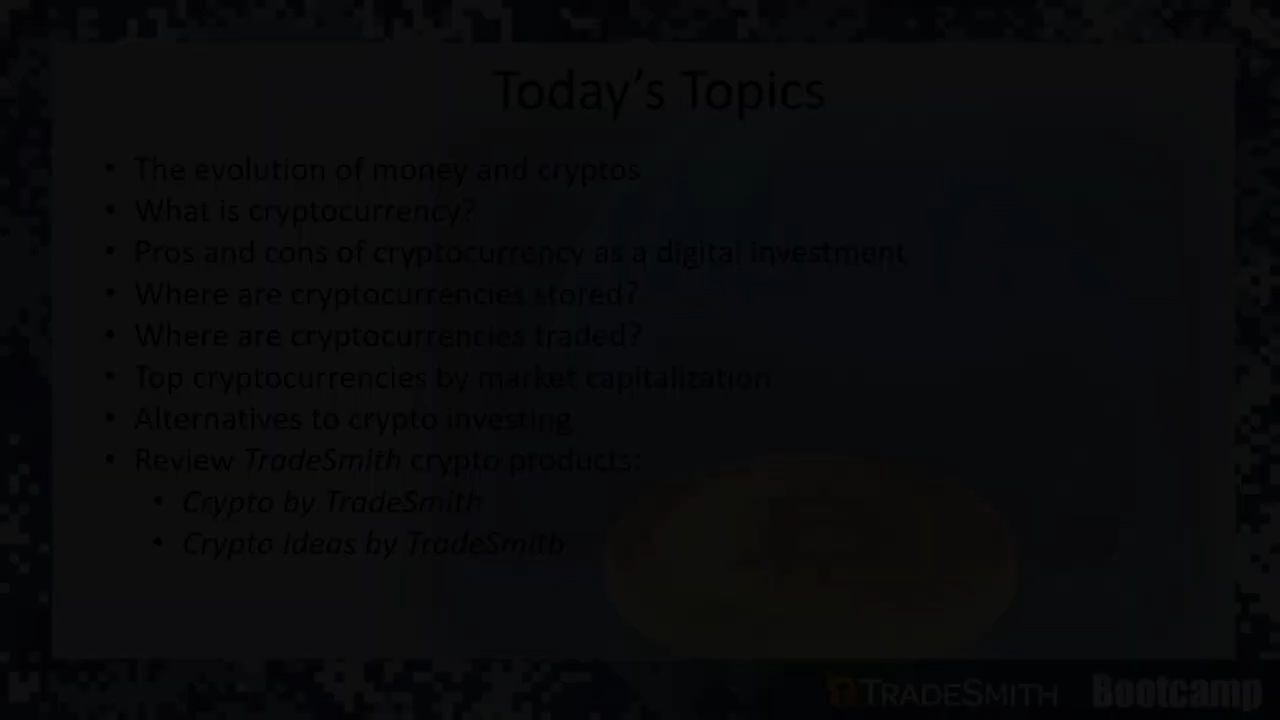 Today's Topics
• The evolution of money and cryptos
• What is cryptocurrency?
• Pros and cons of cryptocurrency as a digital investment
• Where are cryptocurrencies stored?
• Where are cryptocurrencies traded?
• Top cryptocurrencies by market capitalization
• Alternatives to crypto investing
• Review TradeSmith crypto products:
• Crypto by TradeSmith
• Crypto Ideas by TradeSmith
TRADESMITH Bootcamp